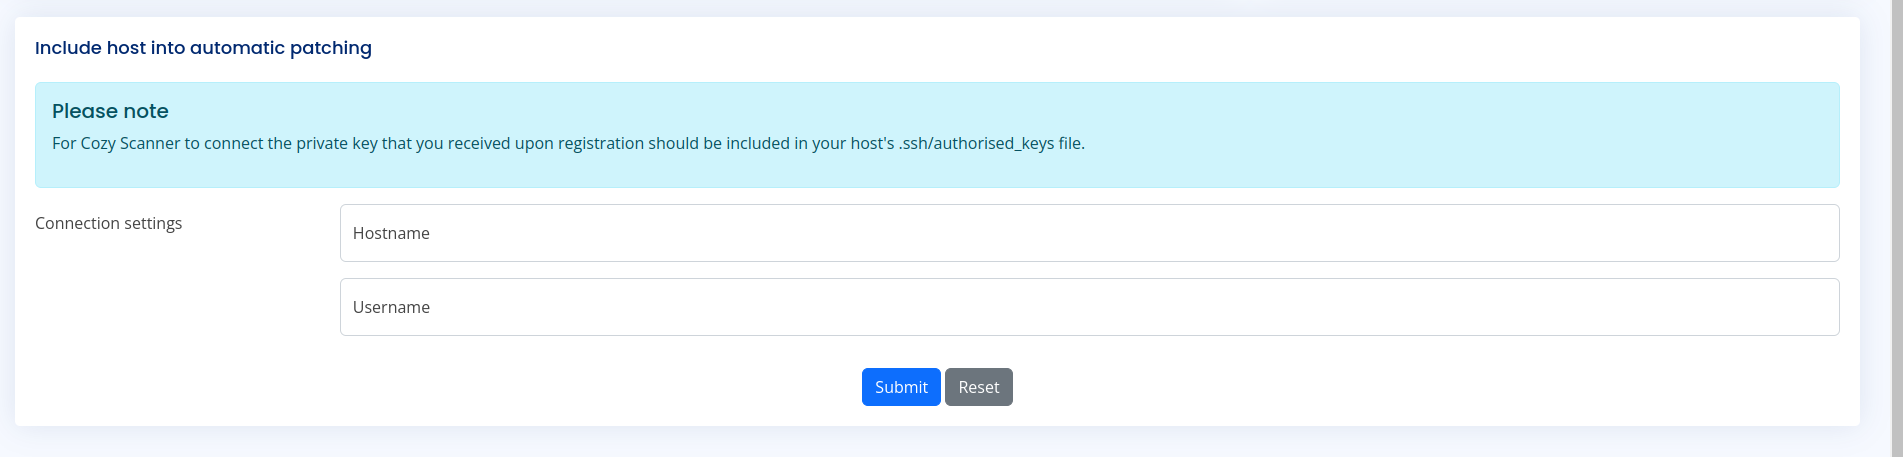 Include host into automatic patching
Please note
For Cozy Scanner to connect the private key that you received upon registration should be included in your host's .ssh/authorised_keys file.
Connection settings
Hostname
Username
Submit Reset